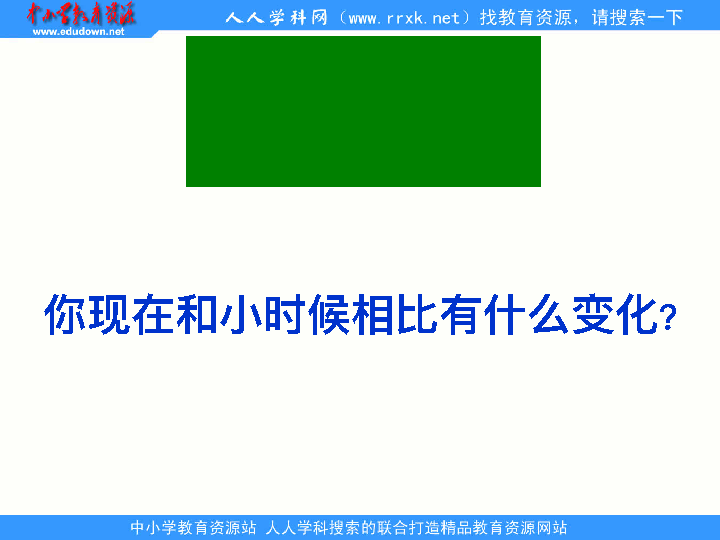 中小学教育资源
www.edudown.net
人人学科网（www.rrxk.net）找教育资源，请搜索一下
你现在和小时候相比有什么变化?
中小学教育资源站 人人学科搜索的联合打造精品教育资源网站